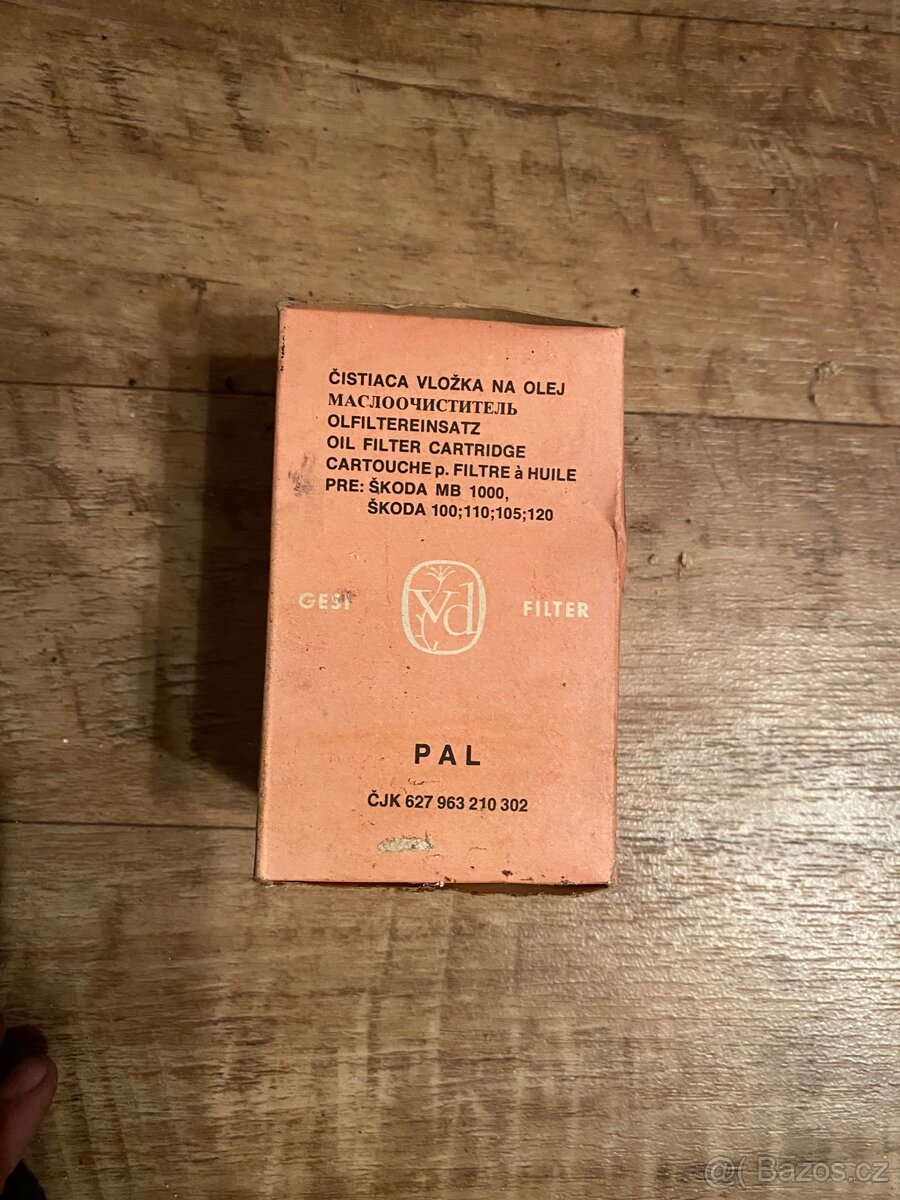 ČISTIACA VLOŽKA NA OLEJ
МАСЛООЧИСТИТЕЛЬ
OLFILTEREINSATZ
OIL FILTER CARTRIDGE
CARTOUCHE p. FILTRE à HUILE
PRE: ŠKODA MB 1000,
ŠKODA 100;110;105;120
GESI Vd FILTER
PAL
ČJK 627 963 210 302
@( Bazos.cz